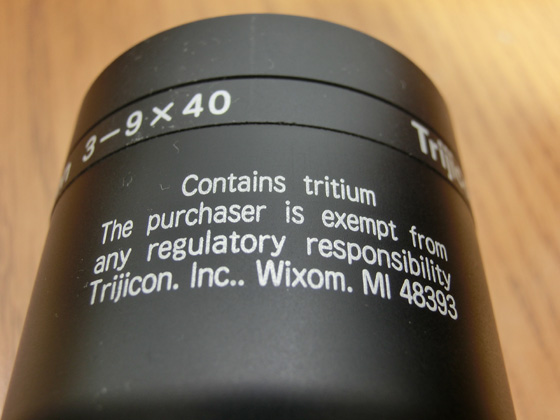 3-9×40
Contains tritium
The purchaser is exempt from
any regulatory responsibility
Trijicon. Inc.. Wixom. MI 48393